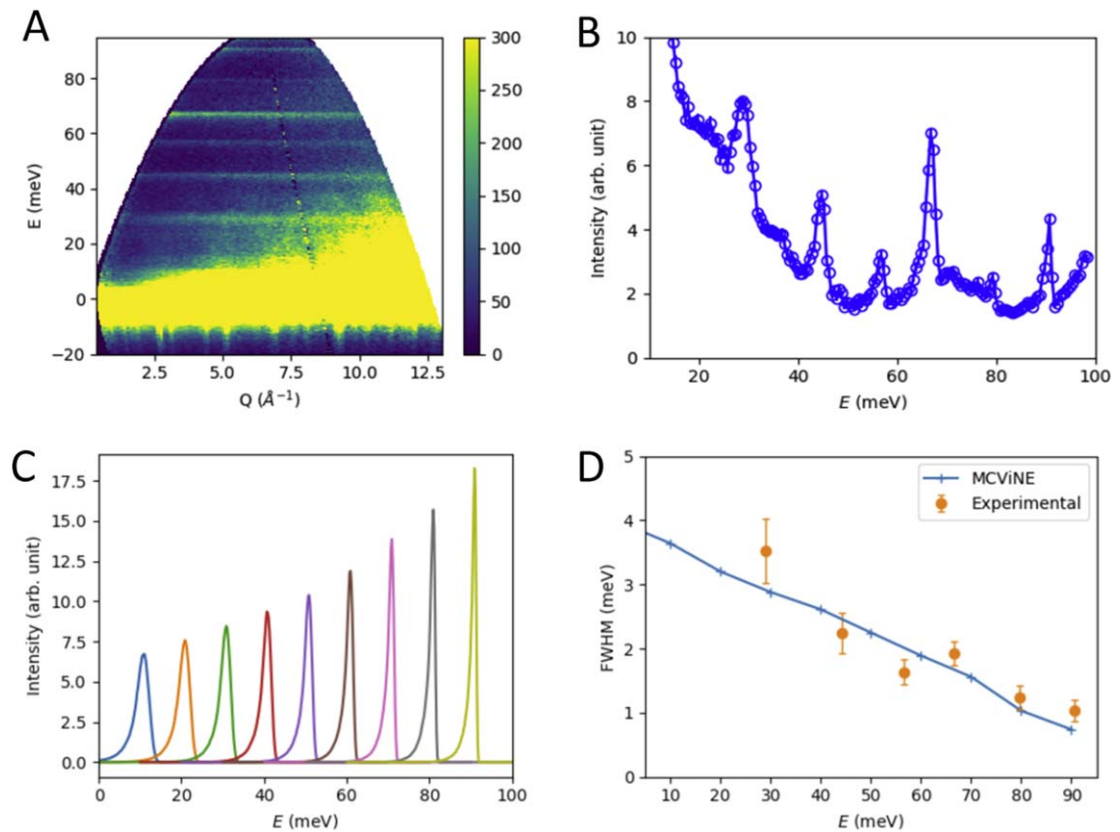 A
300
250
200
150
100
50
0
80
60
40
20
0
−20
E (meV)
2.5 5.0 7.5 10.0 12.5
Q (Å⁻¹)
B
10
8
6
4
2
0
Intensity (arb. unit)
20 40 60 80 100
E (meV)
C
17.5
15.0
12.5
10.0
7.5
5.0
2.5
0.0
Intensity (arb. unit)
0 20 40 60 80 100
E (meV)
D
5
4
3
2
1
0
FWHM (meV)
MCViNE
Experimental
10 20 30 40 50 60 70 80 90
E (meV)